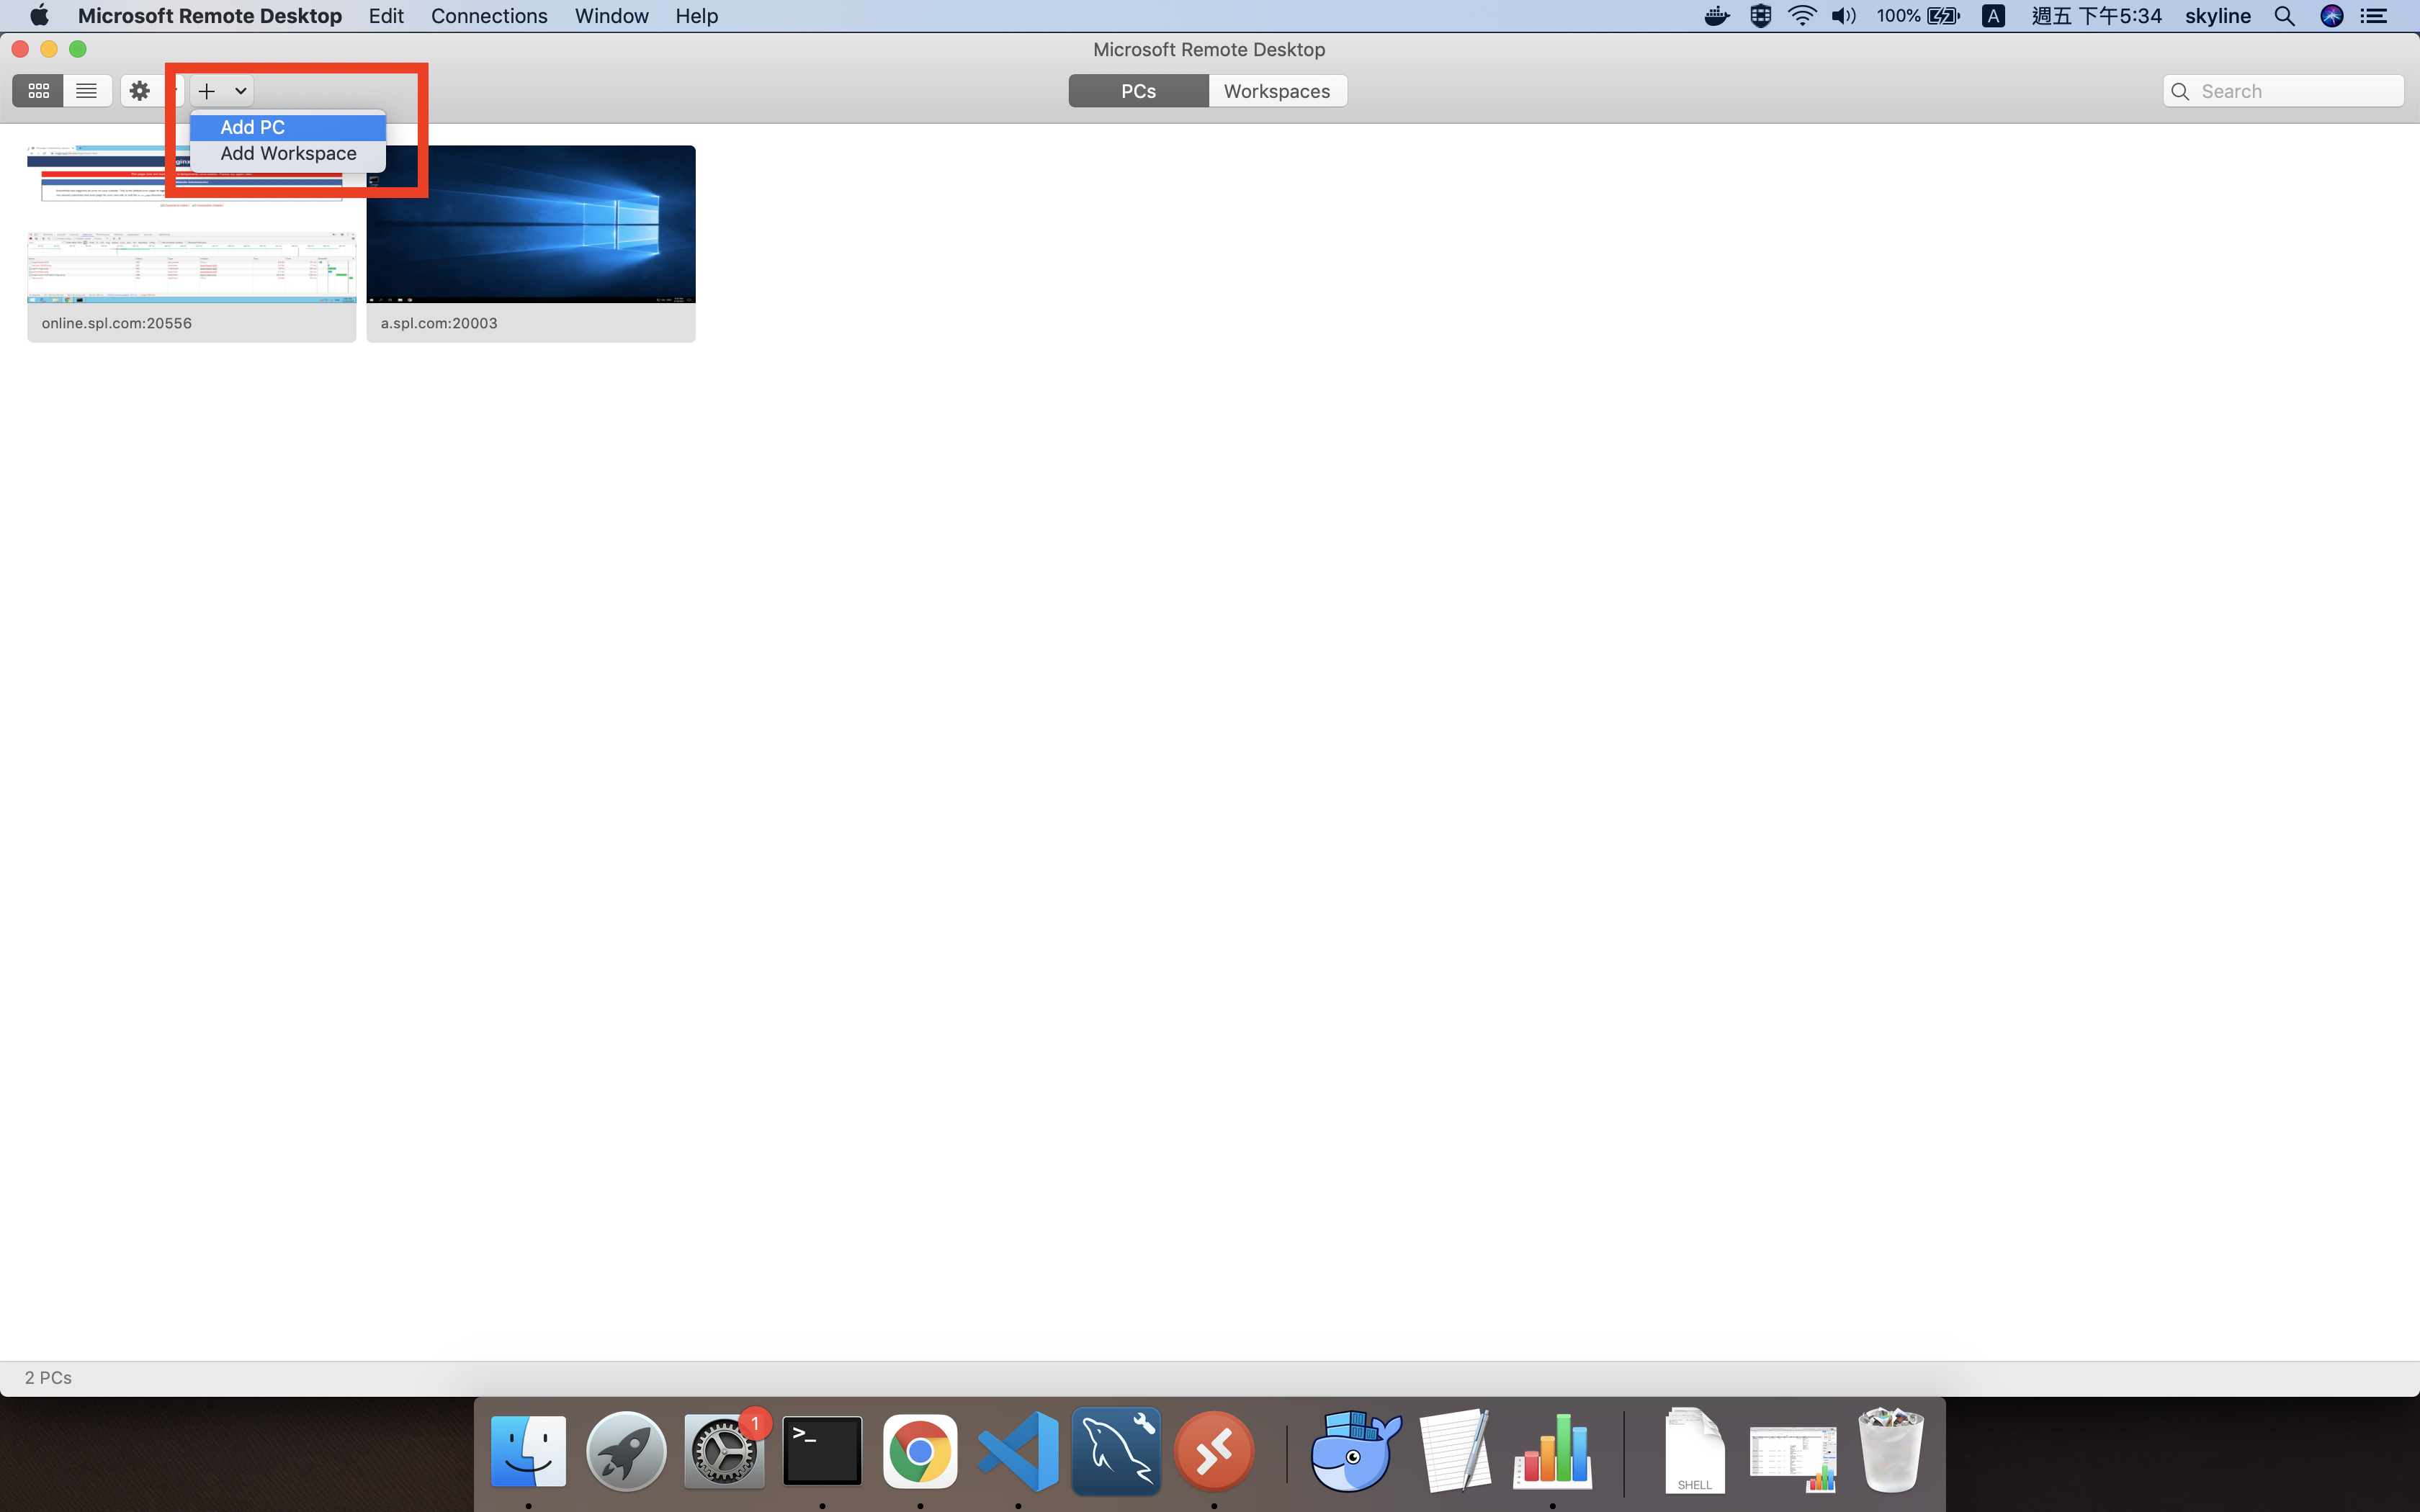 Microsoft Remote Desktop Edit Connections Window Help 100% A 週五 下午5:34 skyline
Microsoft Remote Desktop
PCs Workspaces Search
Add PC
Add Workspace
online.spl.com:20556 a.spl.com:20003
2 PCs
1
>_
SHELL